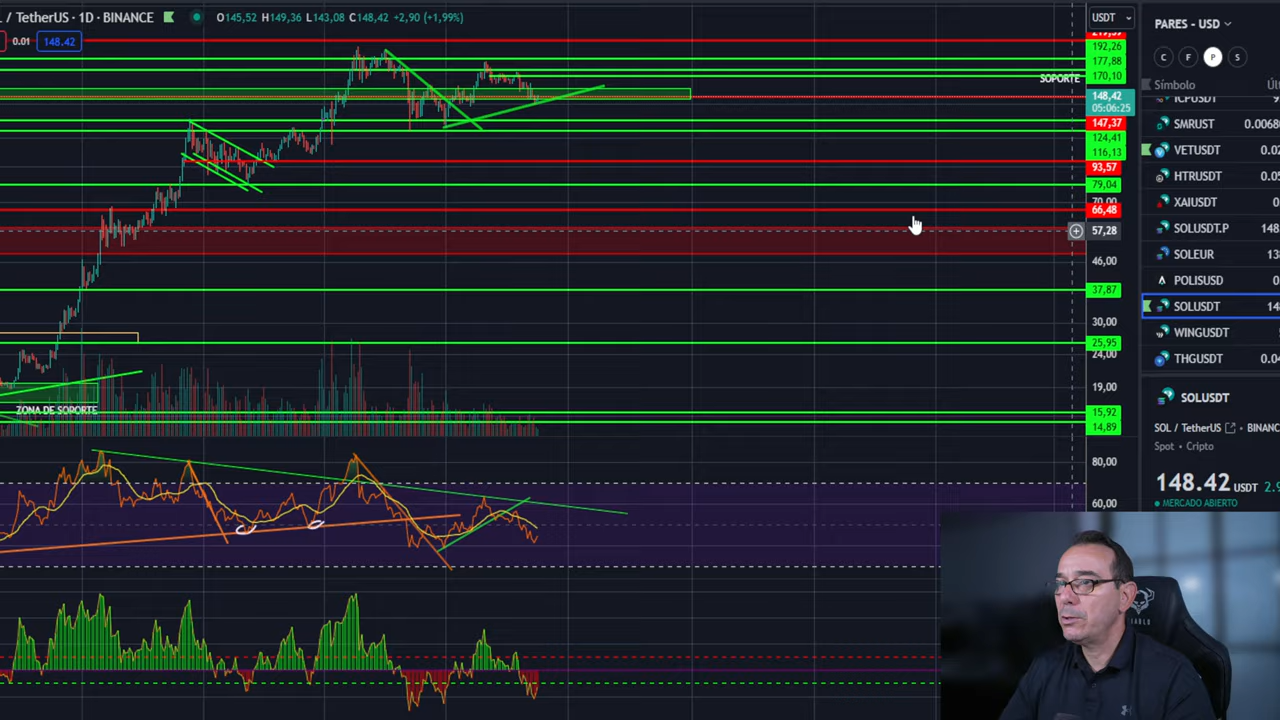 / TetherUS · 1D · BINANCE
O145,52 H149,36 L143,08 C148,42 +2,90 (+1,99%)
0.01 148.42
USDT
192,26
177,88
170,10
SOPORTE
148,42
05:06:25
147,37
124,41
116,13
93,57
79,04
70,00
66,48
57,28
46,00
37,87
30,00
25,95
24,00
19,00
15,92
14,89
ZONA DE SOPORTE
80,00
60,00
PARES - USD
C F P S
Símbolo Últ
ICPUSDT 9
SMRUST 0.0068
VETUSDT 0.02
HTRUSDT 0.05
XAIUSDT 0.
SOLUSDT.P 148
SOLEUR 13
POLISUSD 0
SOLUSDT 14
WINGUSDT
THGUSDT 0.04
SOLUSDT
SOL / TetherUS BINANC
Spot • Cripto
148.42 USDT 2.9
MERCADO ABIERTO